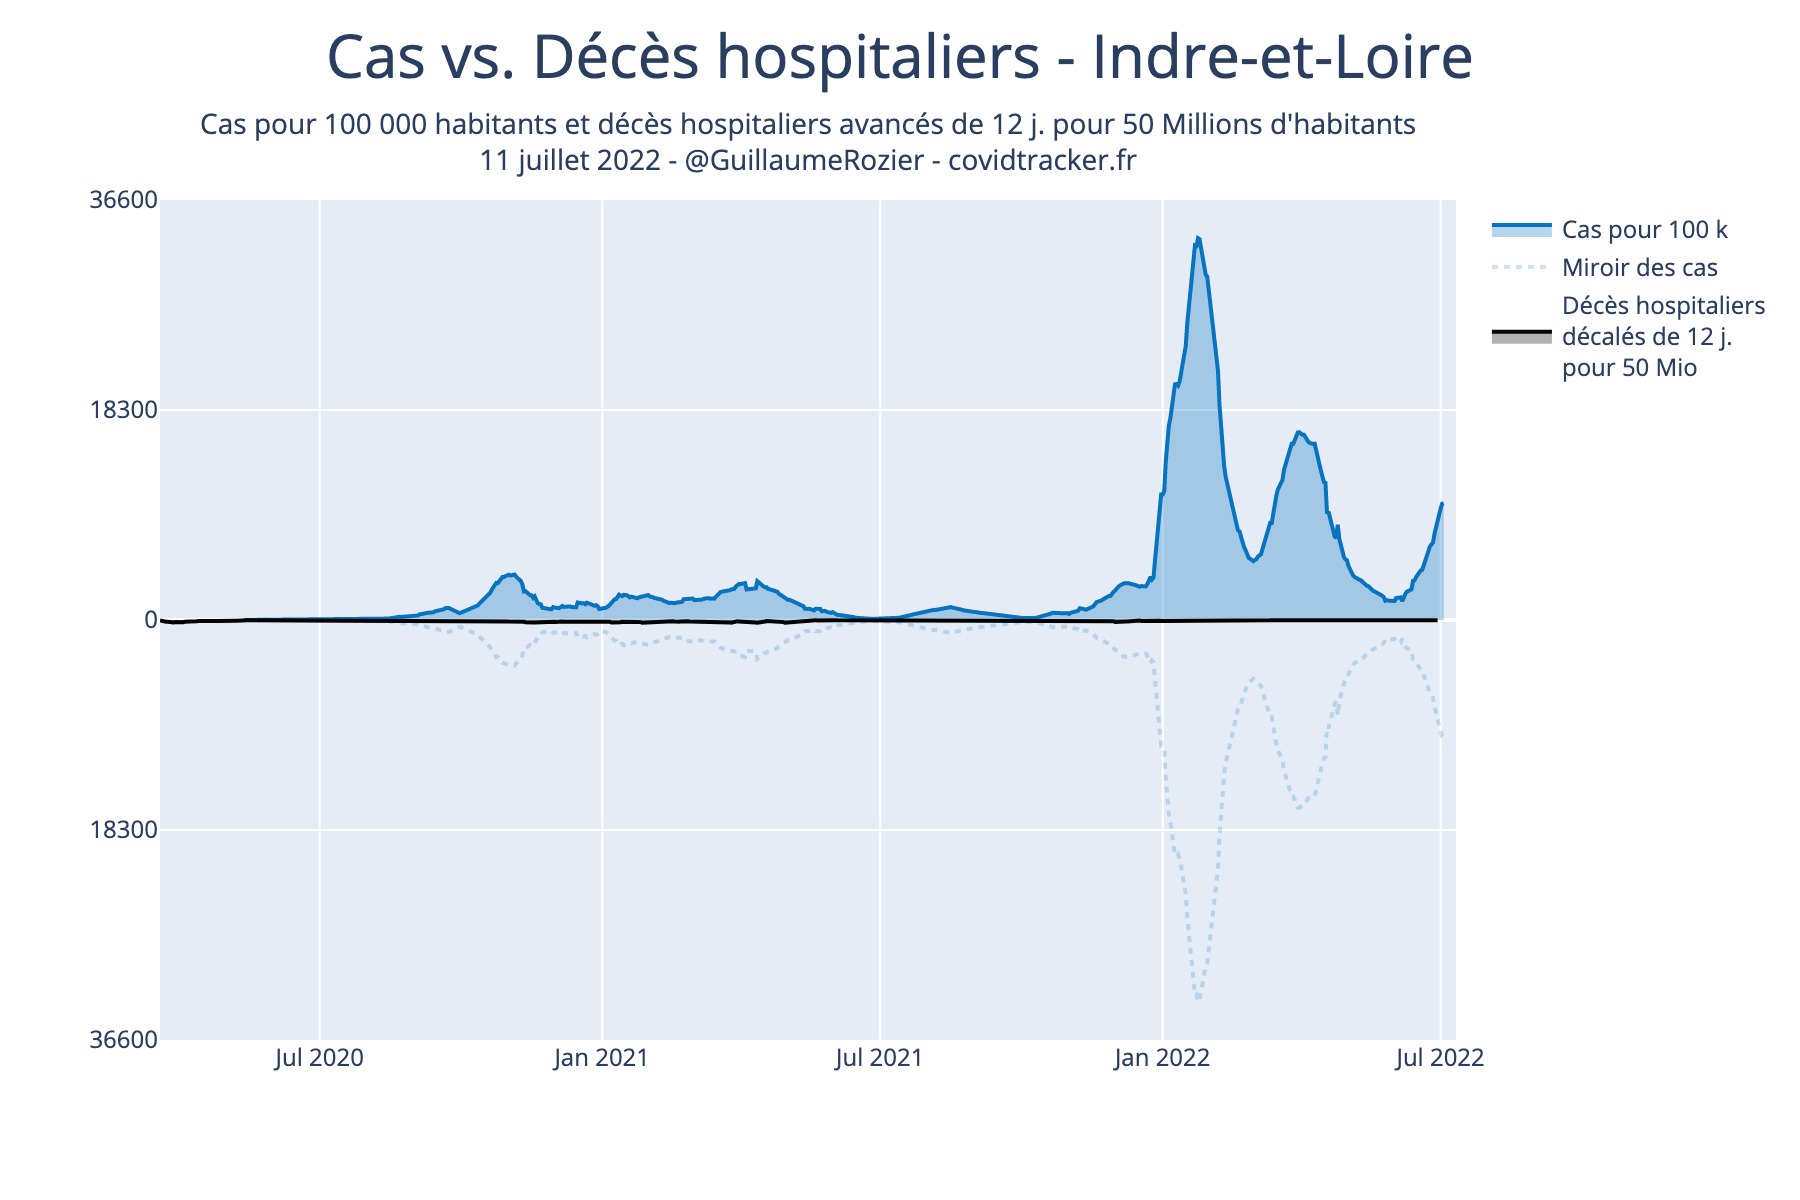 Cas vs. Décès hospitaliers - Indre-et-Loire
Cas pour 100 000 habitants et décès hospitaliers avancés de 12 j. pour 50 Millions d'habitants
11 juillet 2022 - @GuillaumeRozier - covidtracker.fr
36600
18300
0
18300
36600
Jul 2020
Jan 2021
Jul 2021
Jan 2022
Jul 2022
Cas pour 100 k
Miroir des cas
Décès hospitaliers
décalés de 12 j.
pour 50 Mio